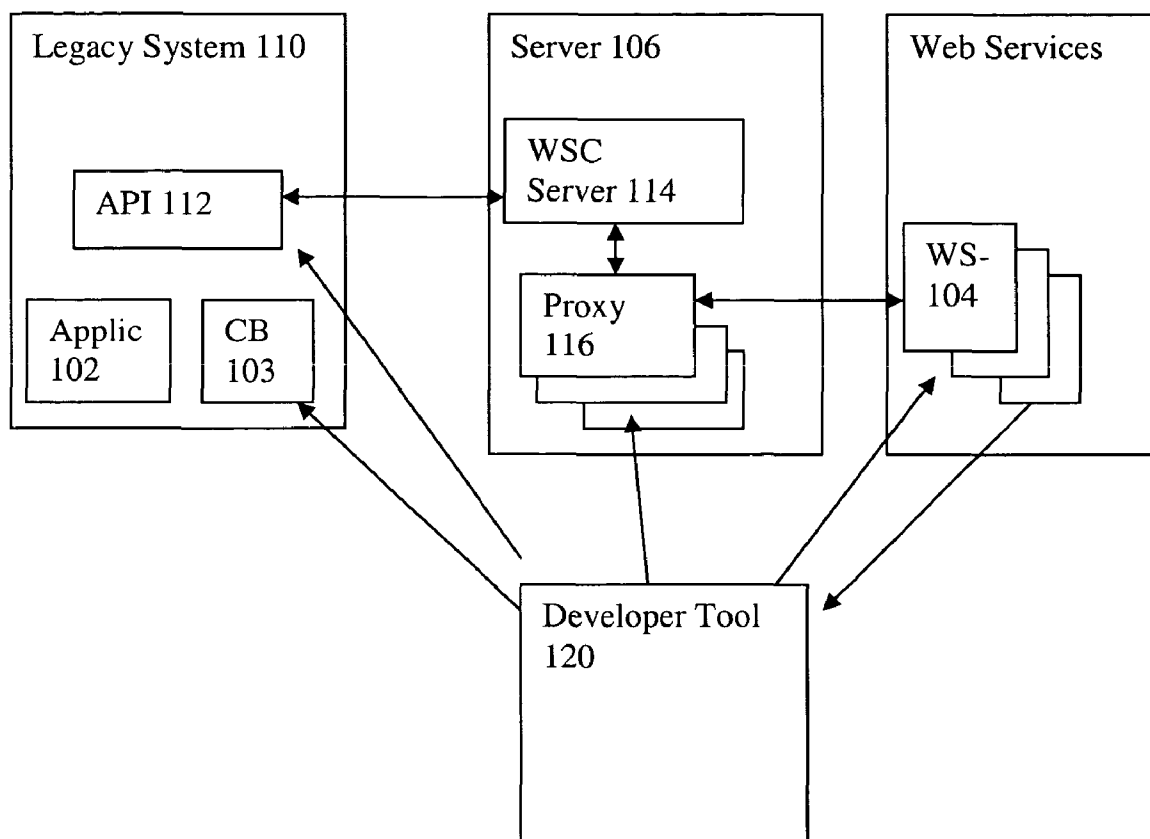 Legacy System 110
Server 106
Web Services
API 112
WSC
Server 114
WS-
104
Applic
102
CB
103
Proxy
116
Developer Tool
120